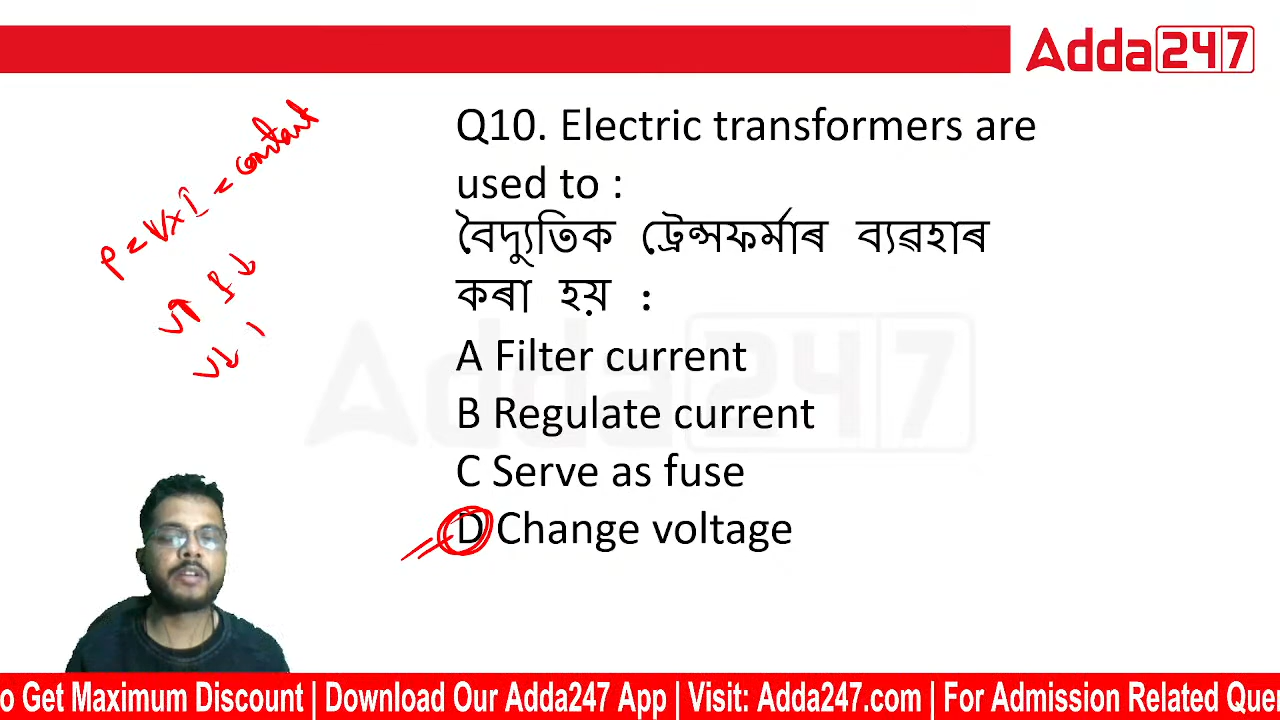 Adda247
Q10. Electric transformers are
used to :
বৈদ্যুতিক ট্ৰেন্সফৰ্মাৰ ব্যৱহাৰ
কৰা হয় :
A Filter current
B Regulate current
C Serve as fuse
D Change voltage
P = V x I = constant
V↑ I↓
V↓
Adda247
o Get Maximum Discount | Download Our Adda247 App | Visit: Adda247.com | For Admission Related Quer